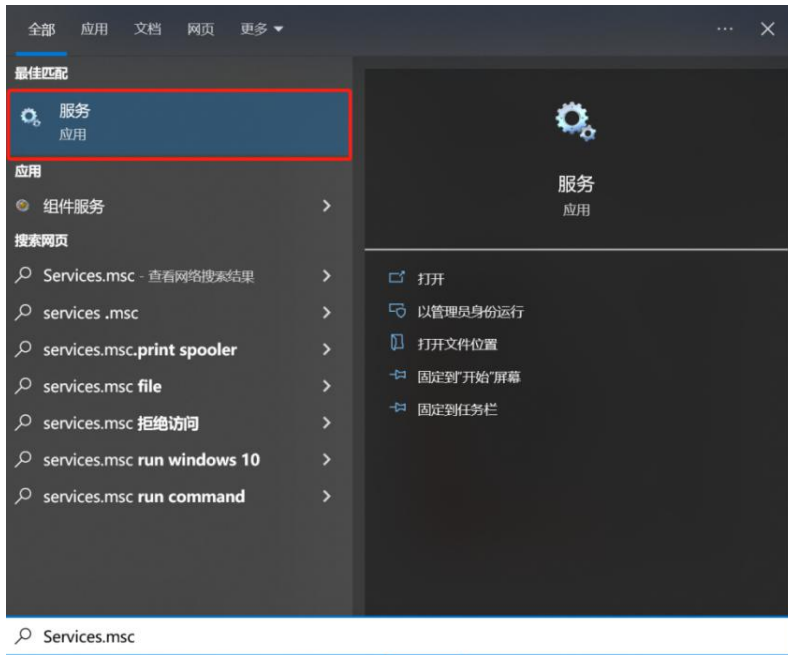 全部 应用 文档 网页 更多
最佳匹配
服务
应用
应用
组件服务
搜索网页
Services.msc - 查看网络搜索结果
services .msc
services.msc.print spooler
services.msc file
services.msc 拒绝访问
services.msc run windows 10
services.msc run command
服务
应用
打开
以管理员身份运行
打开文件位置
固定到"开始"屏幕
固定到任务栏
Services.msc